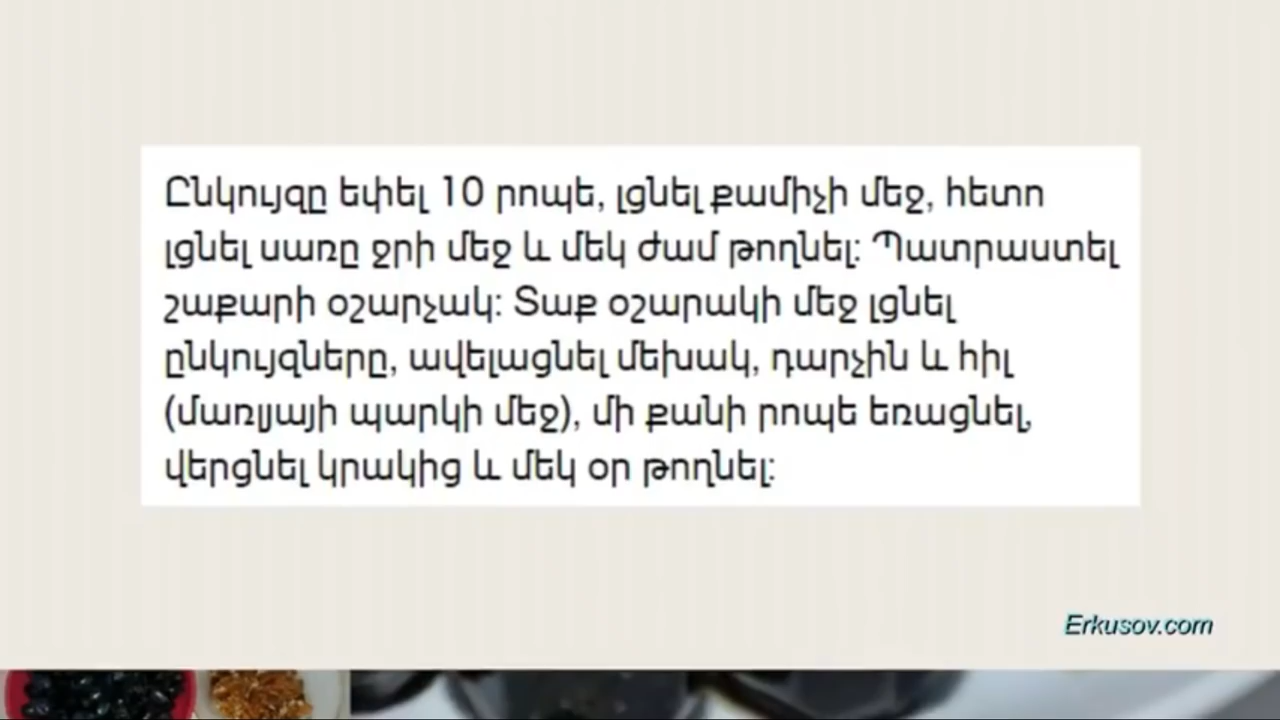 Ընկույզը եփել 10 րոպե, լցնել քամիչի մեջ, հետո
լցնել սառը ջրի մեջ և մեկ ժամ թողնել: Պատրաստել
շաքարի օշարչակ: Տաք օշարակի մեջ լցնել
ընկույզները, ավելացնել մեխակ, դարչին և հիլ
(մառլյայի պարկի մեջ), մի քանի րոպե եռացնել,
վերցնել կրակից և մեկ օր թողնել:
Erkusov.com